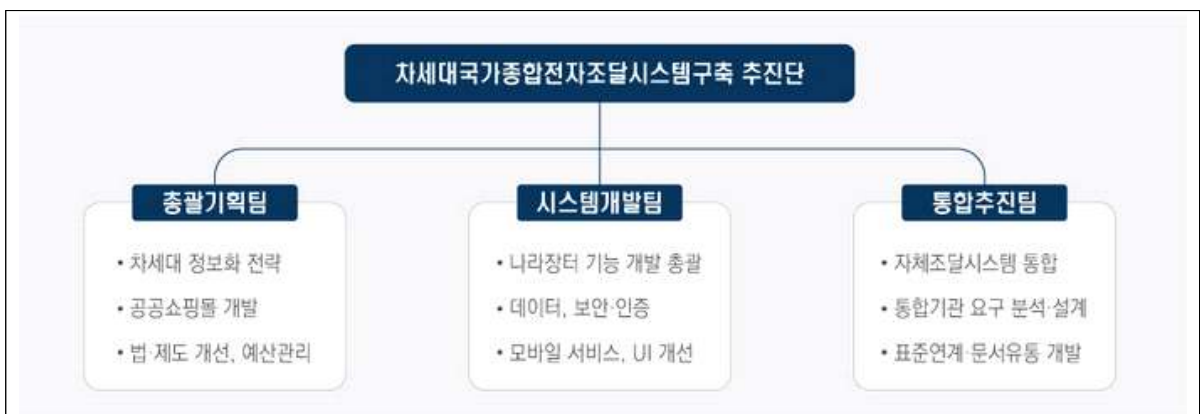 차세대국가종합전자조달시스템구축 추진단
총괄기획팀
• 차세대 정보화 전략
• 공공쇼핑몰 개발
• 법·제도 개선, 예산관리
시스템개발팀
• 나라장터 기능 개발 총괄
• 데이터, 보안·인증
• 모바일 서비스, UI 개선
통합추진팀
• 자체조달시스템 통합
• 통합기관 요구 분석·설계
• 표준연계·문서유통 개발